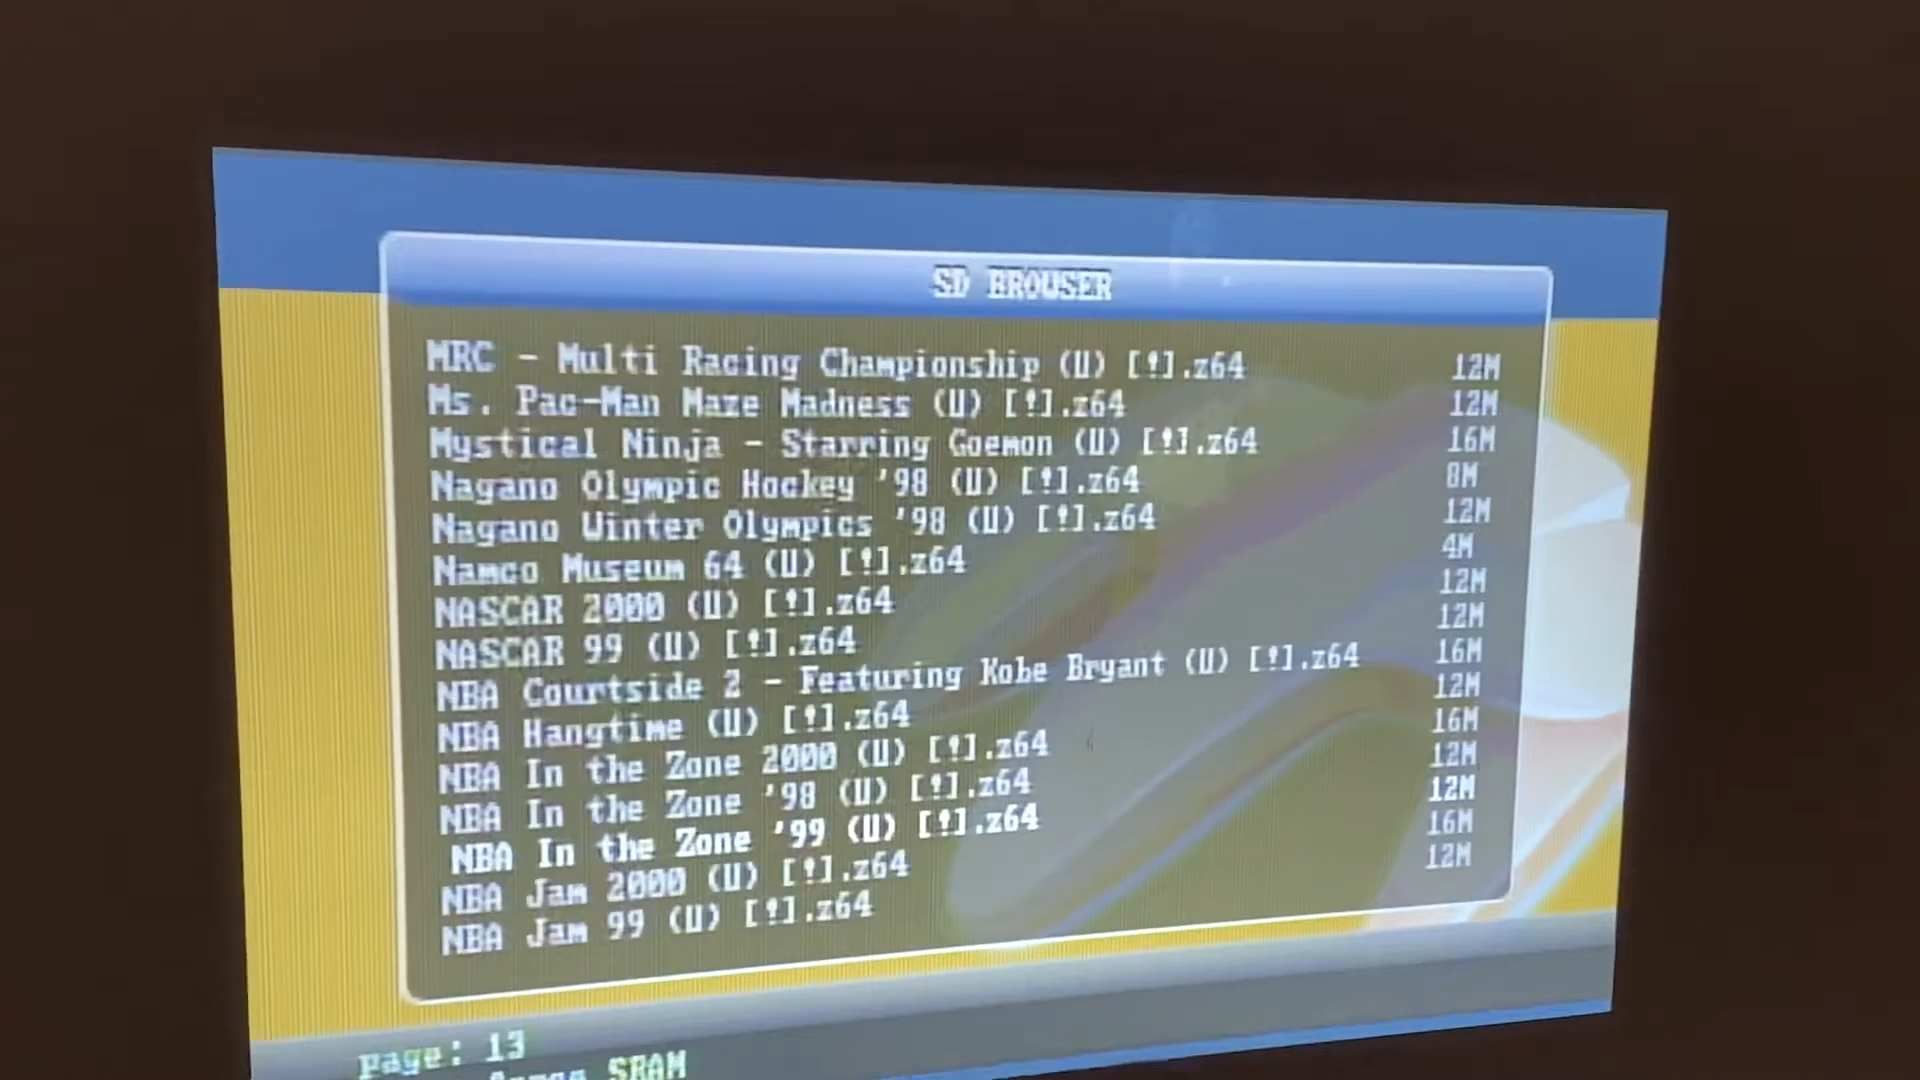 SD BROWSER
MRC - Multi Racing Championship (U) [!].z64 12M
Ms. Pac-Man Maze Madness (U) [!].z64 12M
Mystical Ninja - Starring Goemon (U) [!].z64 16M
Nagano Olympic Hockey '98 (U) [!].z64 8M
Nagano Winter Olympics '98 (U) [!].z64 12M
Namco Museum 64 (U) [!].z64 4M
NASCAR 2000 (U) [!].z64 12M
NASCAR 99 (U) [!].z64 12M
NBA Courtside 2 - Featuring Kobe Bryant (U) [!].z64 16M
NBA Hangtime (U) [!].z64 12M
NBA In the Zone 2000 (U) [!].z64 16M
NBA In the Zone '98 (U) [!].z64 12M
NBA In the Zone '99 (U) [!].z64 12M
NBA Jam 2000 (U) [!].z64 16M
NBA Jam 99 (U) [!].z64 12M
Page: 13
SRAM